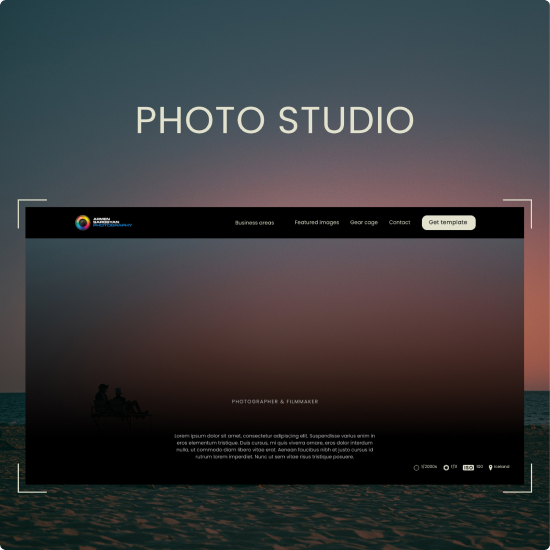 PHOTO STUDIO
ARMEN
SARGSYAN
PHOTOGRAPHY
Business areas Featured images Gear cage Contact Get template
PHOTOGRAPHER & FILMMAKER
Lorem ipsum dolor sit amet, consectetur adipiscing elit. Suspendisse varius enim in
eros elementum tristique. Duis cursus, mi quis viverra ornare, eros dolor interdum
nulla, ut commodo diam libero vitae erat. Aenean faucibus nibh et justo cursus id
rutrum lorem imperdiet. Nunc ut sem vitae risus tristique posuere.
1/2000s f/11 ISO 100 Iceland